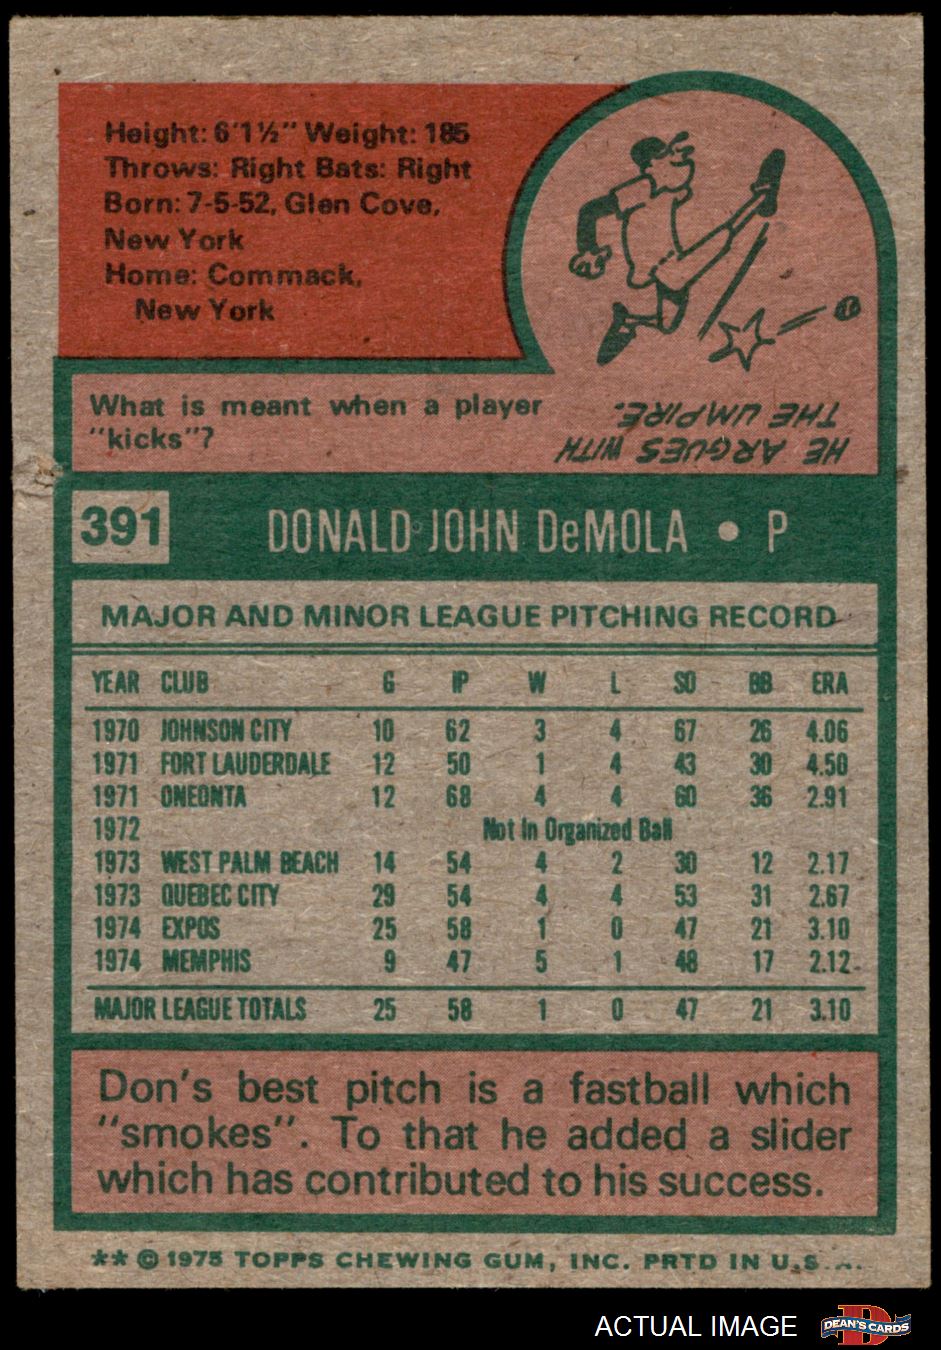 Height: 6'1½" Weight: 185
Throws: Right Bats: Right
Born: 7-5-52, Glen Cove,
New York
Home: Commack,
New York
What is meant when a player
"kicks"?
HE ARGUES WITH
THE UMPIRE.
391 DONALD JOHN DeMOLA • P
MAJOR AND MINOR LEAGUE PITCHING RECORD
YEAR CLUB G IP W L SO BB ERA
1970 JOHNSON CITY 10 62 3 4 67 26 4.06
1971 FORT LAUDERDALE 12 50 1 4 43 30 4.50
1971 ONEONTA 12 68 4 4 60 36 2.91
1972 Not In Organized Ball
1973 WEST PALM BEACH 14 54 4 2 30 12 2.17
1973 QUEBEC CITY 29 54 4 4 53 31 2.67
1974 EXPOS 25 58 1 0 47 21 3.10
1974 MEMPHIS 9 47 5 1 48 17 2.12
MAJOR LEAGUE TOTALS 25 58 1 0 47 21 3.10
Don's best pitch is a fastball which
"smokes". To that he added a slider
which has contributed to his success.
** © 1975 TOPPS CHEWING GUM, INC. PRTD IN U.S.A.
ACTUAL IMAGE
DEAN'S CARDS